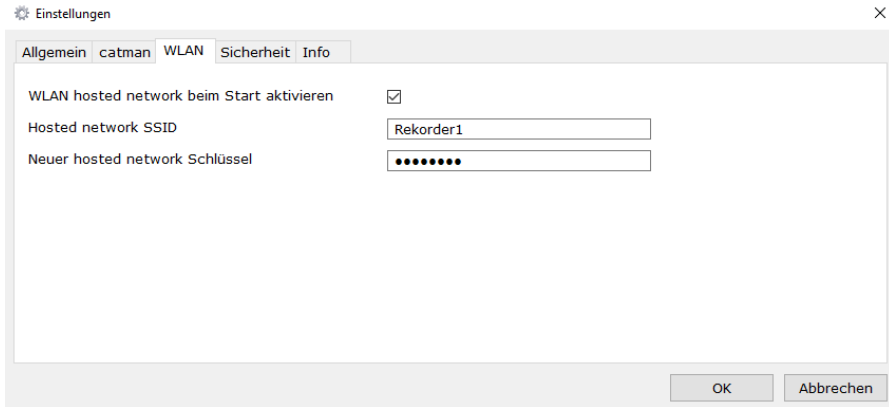 Einstellungen
Allgemein catman WLAN Sicherheit Info
WLAN hosted network beim Start aktivieren
Hosted network SSID Rekorder1
Neuer hosted network Schlüssel ●●●●●●●●
OK Abbrechen